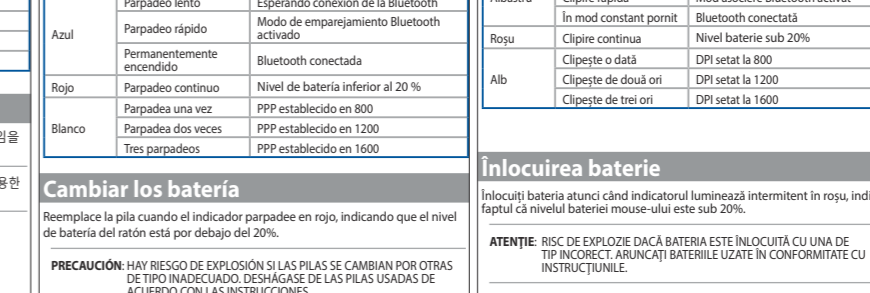 임을
용한
Parpadeo lento Esperando conexión de la Bluetooth
Azul Parpadeo rápido Modo de emparejamiento Bluetooth
activado
Permanentemente
encendido Bluetooth conectada
Rojo Parpadeo continuo Nivel de batería inferior al 20 %
Parpadea una vez PPP establecido en 800
Blanco Parpadea dos veces PPP establecido en 1200
Tres parpadeos PPP establecido en 1600
Cambiar los batería
Reemplace la pila cuando el indicador parpadee en rojo, indicando que el nivel
de batería del ratón está por debajo del 20%.
PRECAUCIÓN: HAY RIESGO DE EXPLOSIÓN SI LAS PILAS SE CAMBIAN POR OTRAS
DE TIPO INADECUADO. DESHÁGASE DE LAS PILAS USADAS DE
ACUERDO CON LAS INSTRUCCIONES
În mod constant pornit Bluetooth conectată
Roșu Clipire continua Nivel baterie sub 20%
Clipește o dată DPI setat la 800
Alb Clipește de două ori DPI setat la 1200
Clipește de trei ori DPI setat la 1600
Înlocuirea baterie
Înlocuiți bateria atunci când indicatorul luminează intermitent în roșu, indi
faptul că nivelul bateriei mouse-ului este sub 20%.
ATENȚIE: RISC DE EXPLOZIE DACĂ BATERIA ESTE ÎNLOCUITĂ CU UNA DE
TIP INCORECT. ARUNCAȚI BATERIILE UZATE ÎN CONFORMITATE CU
INSTRUCȚIUNILE.